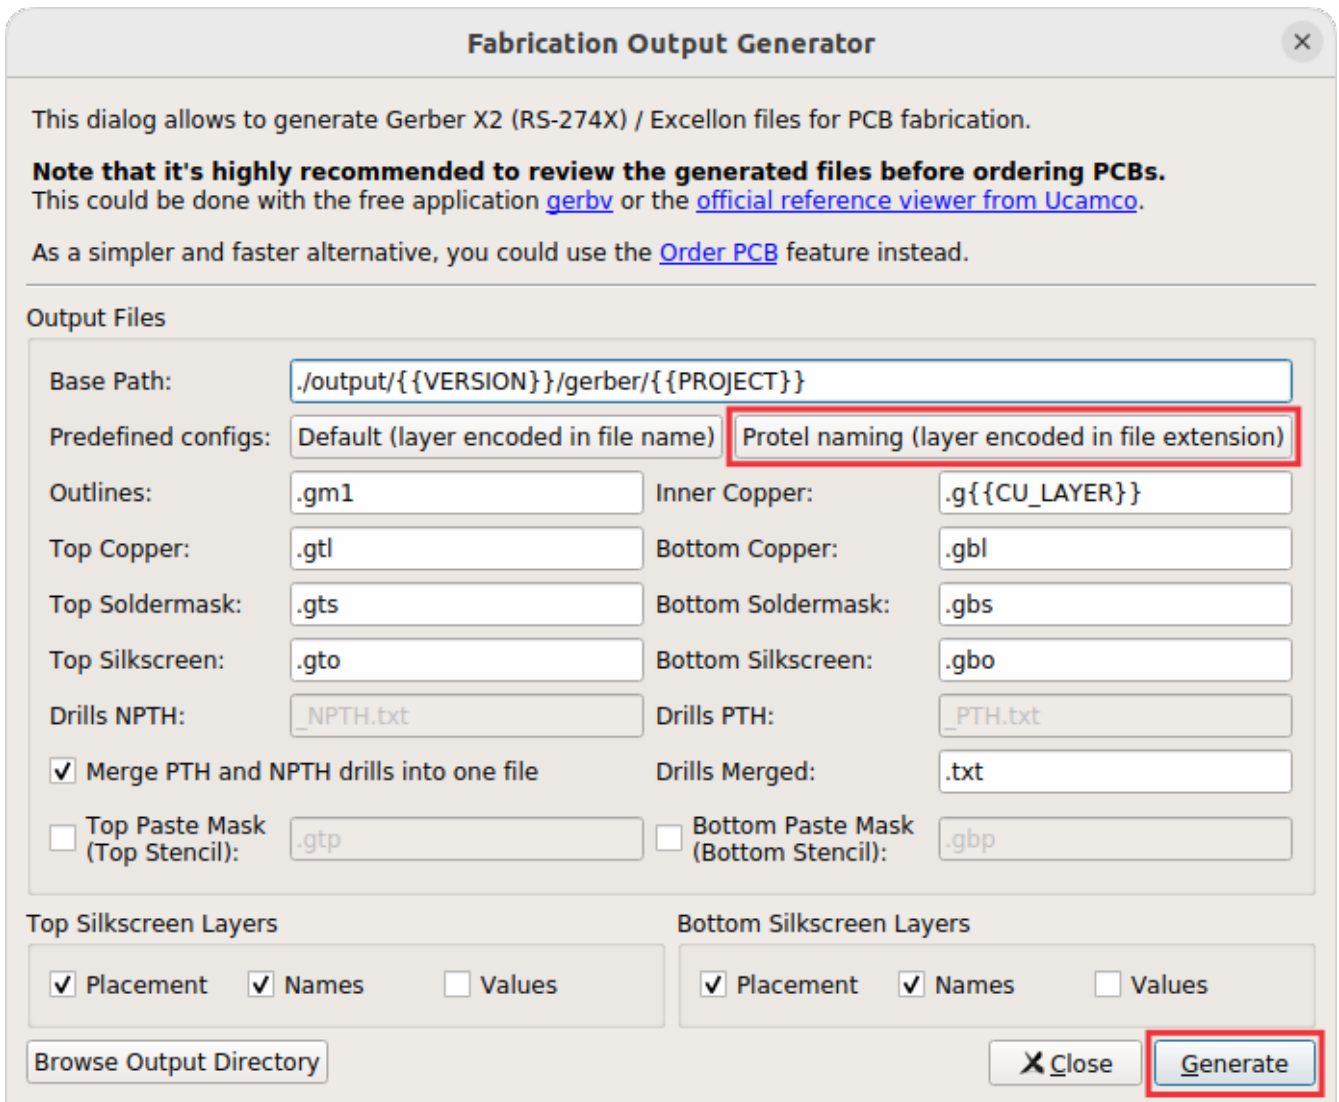 Fabrication Output Generator
This dialog allows to generate Gerber X2 (RS-274X) / Excellon files for PCB fabrication.
Note that it's highly recommended to review the generated files before ordering PCBs.
This could be done with the free application gerbv or the official reference viewer from Ucamco.
As a simpler and faster alternative, you could use the Order PCB feature instead.
Output Files
Base Path: ./output/{{VERSION}}/gerber/{{PROJECT}}
Predefined configs: Default (layer encoded in file name) Protel naming (layer encoded in file extension)
Outlines: .gm1 Inner Copper: .g{{CU_LAYER}}
Top Copper: .gtl Bottom Copper: .gbl
Top Soldermask: .gts Bottom Soldermask: .gbs
Top Silkscreen: .gto Bottom Silkscreen: .gbo
Drills NPTH: _NPTH.txt Drills PTH: _PTH.txt
Merge PTH and NPTH drills into one file Drills Merged: .txt
Top Paste Mask
(Top Stencil): .gtp
Bottom Paste Mask
(Bottom Stencil): .gbp
Top Silkscreen Layers Bottom Silkscreen Layers
Placement Names Values Placement Names Values
Browse Output Directory Close Generate